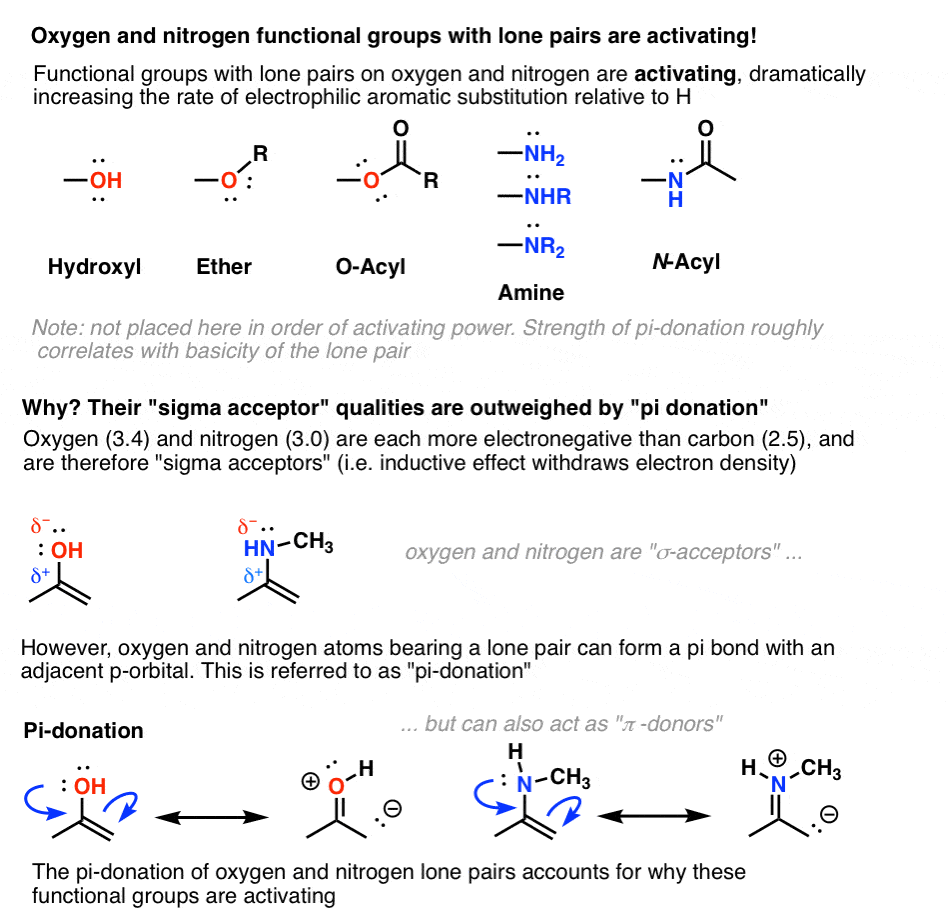 Oxygen and nitrogen functional groups with lone pairs are activating!
Functional groups with lone pairs on oxygen and nitrogen are activating, dramatically
increasing the rate of electrophilic aromatic substitution relative to H
O
O
R
NH2
OH
O
R
NHR
N
H
O
R
NR2
Hydroxyl
Ether
O-Acyl
Amine
N-Acyl
Note: not placed here in order of activating power. Strength of pi-donation roughly
correlates with basicity of the lone pair
Why? Their "sigma acceptor" qualities are outweighed by "pi donation"
Oxygen (3.4) and nitrogen (3.0) are each more electronegative than carbon (2.5), and
are therefore "sigma acceptors" (i.e. inductive effect withdraws electron density)
δ−
OH
δ+
δ−
HN
CH3
δ+
oxygen and nitrogen are "σ-acceptors" ...
However, oxygen and nitrogen atoms bearing a lone pair can form a pi bond with an
adjacent p-orbital. This is referred to as "pi-donation"
Pi-donation
... but can also act as "π -donors"
OH
⊕
O
H
⊖
H
N
CH3
H
⊕
N
CH3
⊖
The pi-donation of oxygen and nitrogen lone pairs accounts for why these
functional groups are activating